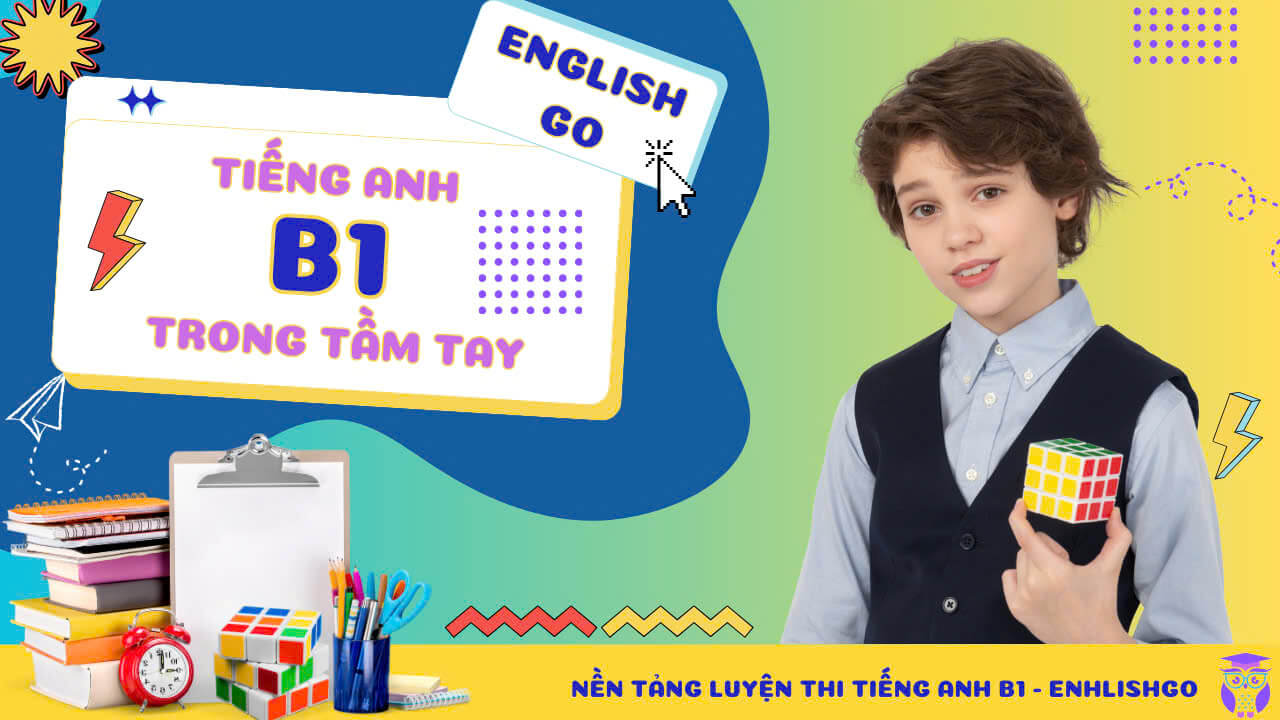 ENGLISH
GO
TIẾNG ANH
B1
TRONG TẦM TAY
NỀN TẢNG LUYỆN THI TIẾNG ANH B1 - ENHLISHGO